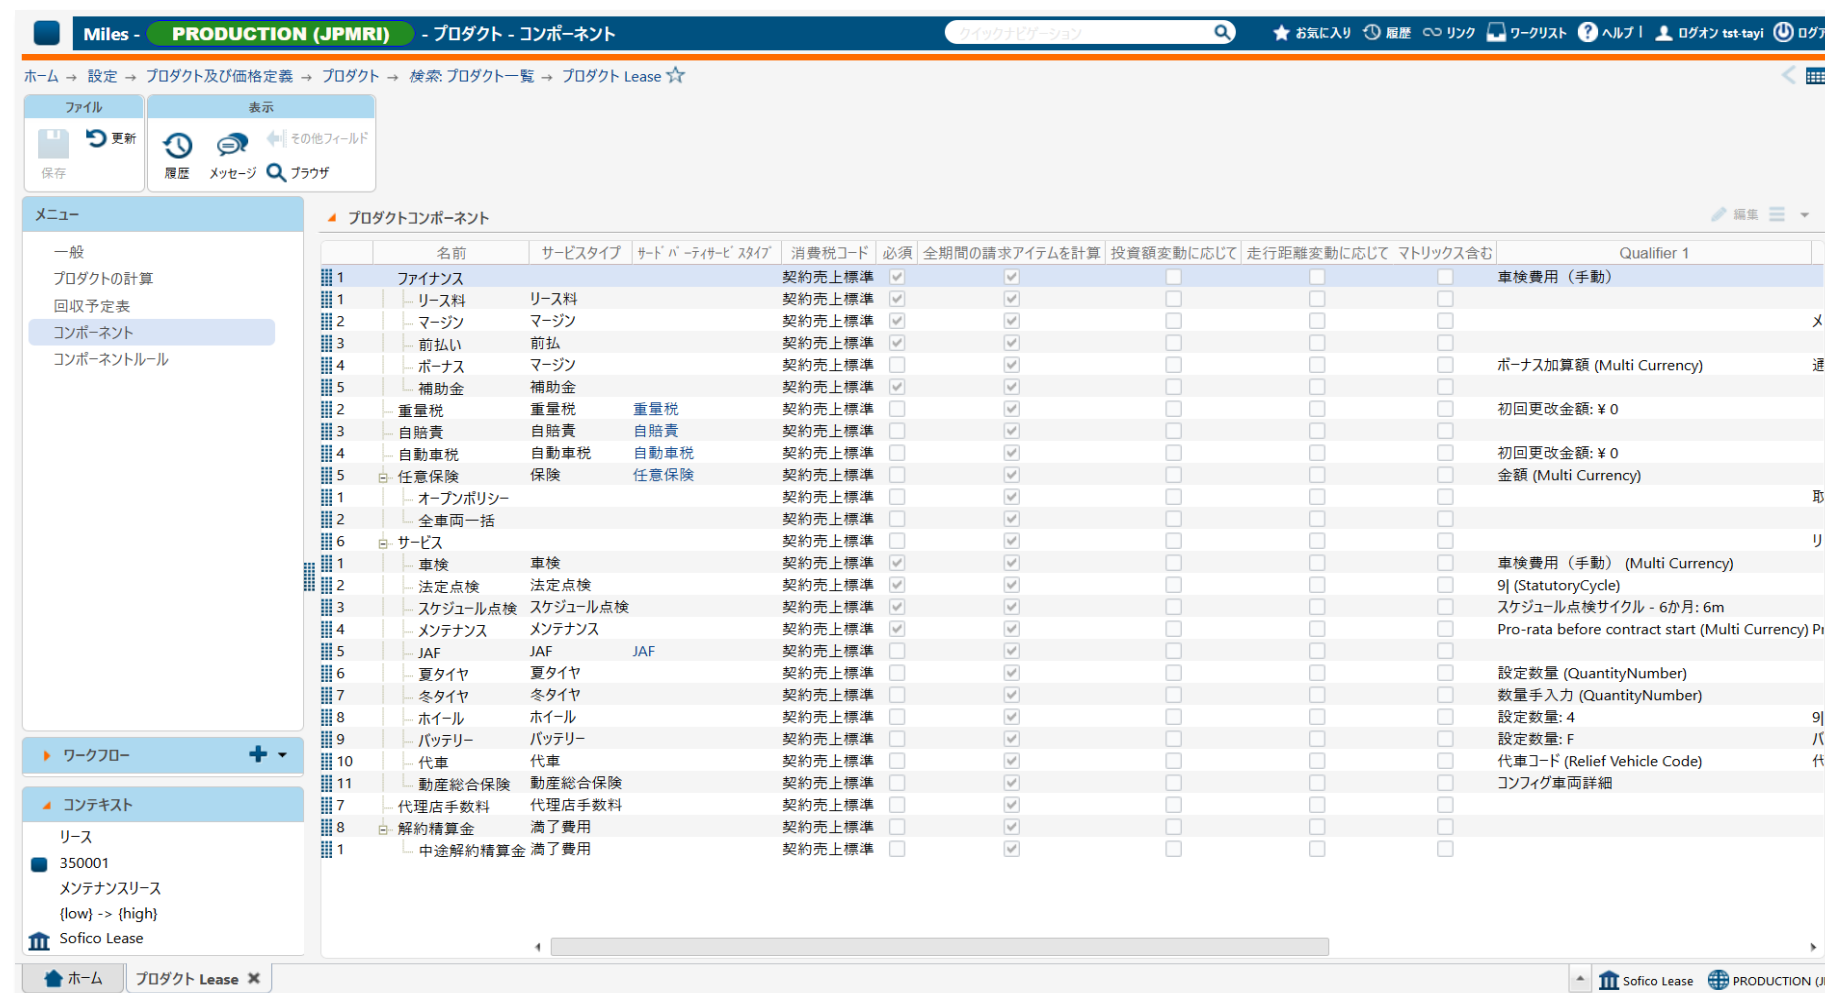 Miles - PRODUCTION (JPMRI) - プロダクト - コンポーネント
クイックナビゲーション
お気に入り 履歴 リンク ワークリスト ヘルプ | ログオン tst-tayi
ホーム → 設定 → プロダクト及び価格定義 → プロダクト → 検索: プロダクト一覧 → プロダクト Lease
ファイル 表示
保存 更新 履歴 メッセージ その他フィールド ブラウザ
メニュー
一般
プロダクトの計算
回収予定表
コンポーネント
コンポーネントルール
プロダクトコンポーネント 編集
名前 サービスタイプ サードパーティサービスタイプ 消費税コード 必須 全期間の請求アイテムを計算 投資額変動に応じて 走行距離変動に応じて マトリックス含む Qualifier 1
1 ファイナンス 契約売上標準 車検費用（手動）
1 リース料 リース料 契約売上標準
2 マージン マージン 契約売上標準 メ
3 前払い 前払 契約売上標準
4 ボーナス マージン 契約売上標準 ボーナス加算額 (Multi Currency) 通
5 補助金 補助金 契約売上標準
2 重量税 重量税 重量税 契約売上標準 初回更改金額: ¥ 0
3 自賠責 自賠責 自賠責 契約売上標準
4 自動車税 自動車税 自動車税 契約売上標準 初回更改金額: ¥ 0
5 任意保険 保険 任意保険 契約売上標準 金額 (Multi Currency)
1 オープンポリシー 契約売上標準 取
2 全車両一括 契約売上標準
6 サービス 契約売上標準 リ
1 車検 車検 契約売上標準 車検費用（手動） (Multi Currency)
2 法定点検 法定点検 契約売上標準 9| (StatutoryCycle)
3 スケジュール点検 スケジュール点検 契約売上標準 スケジュール点検サイクル - 6か月: 6m
4 メンテナンス メンテナンス 契約売上標準 Pro-rata before contract start (Multi Currency) Pr
5 JAF JAF JAF 契約売上標準
6 夏タイヤ 夏タイヤ 契約売上標準 設定数量 (QuantityNumber)
7 冬タイヤ 冬タイヤ 契約売上標準 数量手入力 (QuantityNumber)
8 ホイール ホイール 契約売上標準 設定数量: 4 9|
9 バッテリー バッテリー 契約売上標準 設定数量: F バ
10 代車 代車 契約売上標準 代車コード (Relief Vehicle Code) 代
11 動産総合保険 動産総合保険 契約売上標準 コンフィグ車両詳細
7 代理店手数料 代理店手数料 契約売上標準
8 解約精算金 満了費用 契約売上標準
1 中途解約精算金 満了費用 契約売上標準
ワークフロー
コンテキスト
リース
350001
メンテナンスリース
{low} -> {high}
Sofico Lease
ホーム プロダクト Lease Sofico Lease PRODUCTION